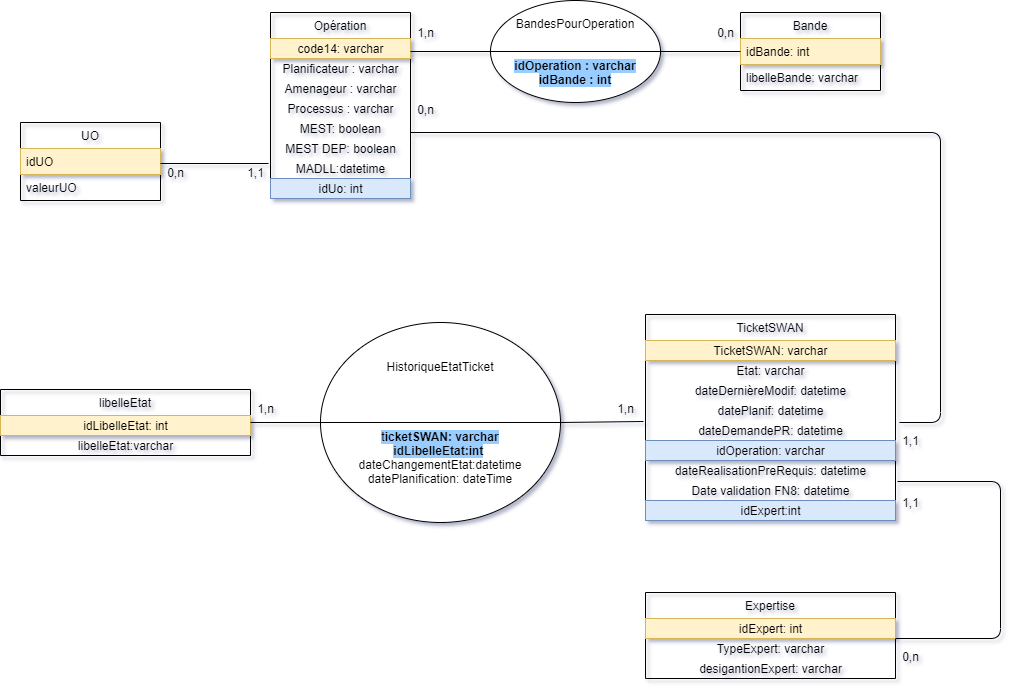 Opération
code14: varchar
Planificateur : varchar
Amenageur : varchar
Processus : varchar
MEST: boolean
MEST DEP: boolean
MADLL:datetime
idUo: int
1,n
BandesPourOperation
idOperation : varchar
idBande : int
0,n
Bande
idBande: int
libelleBande: varchar
0,n
UO
idUO
valeurUO
0,n
1,1
TicketSWAN
TicketSWAN: varchar
Etat: varchar
dateDernièreModif: datetime
datePlanif: datetime
dateDemandePR: datetime
idOperation: varchar
dateRealisationPreRequis: datetime
Date validation FN8: datetime
idExpert:int
1,1
1,1
HistoriqueEtatTicket
ticketSWAN: varchar
idLibelleEtat:int
dateChangementEtat:datetime
datePlanification: dateTime
1,n
1,n
libelleEtat
idLibelleEtat: int
libelleEtat:varchar
Expertise
idExpert: int
TypeExpert: varchar
desigantionExpert: varchar
0,n